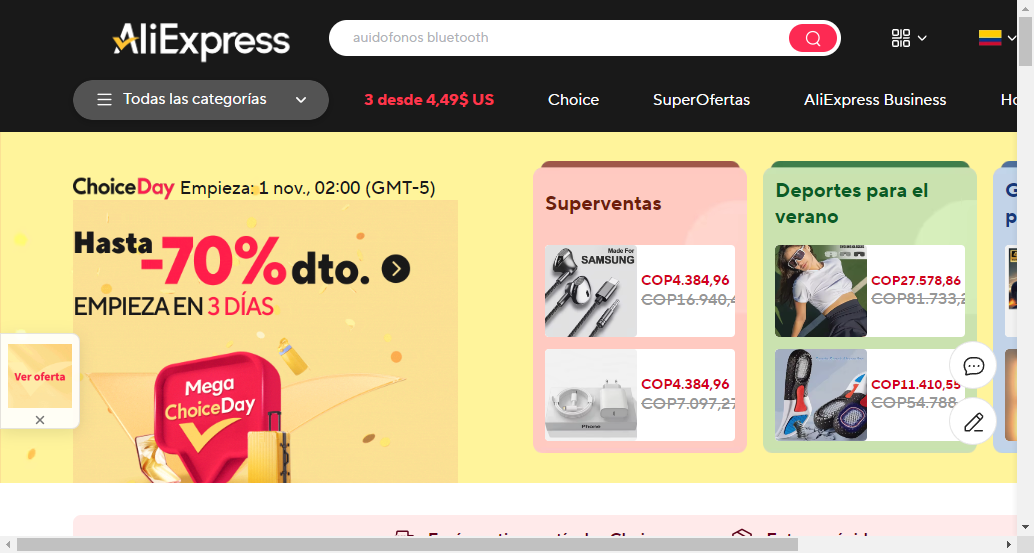 AliExpress
auidofonos bluetooth
Todas las categorías
3 desde 4,49$ US
Choice
SuperOfertas
AliExpress Business
ChoiceDay Empieza: 1 nov., 02:00 (GMT-5)
Hasta -70% dto.
EMPIEZA EN 3 DÍAS
Mega
ChoiceDay
Ver oferta
Superventas
Made For
SAMSUNG
COP4.384,96
COP16.940,4
COP4.384,96
COP7.097,27
Phone
Deportes para el
verano
COP27.578,86
COP81.733,2
COP11.410,55
COP54.788